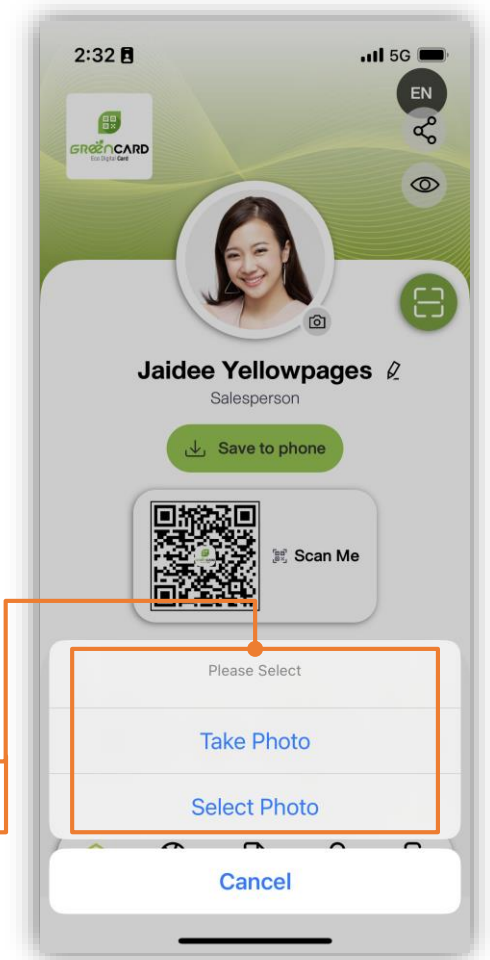 2:32
5G
EN
GREENCARD
Eco Digital Card
Jaidee Yellowpages
Salesperson
Save to phone
Scan Me
Please Select
Take Photo
Select Photo
Cancel